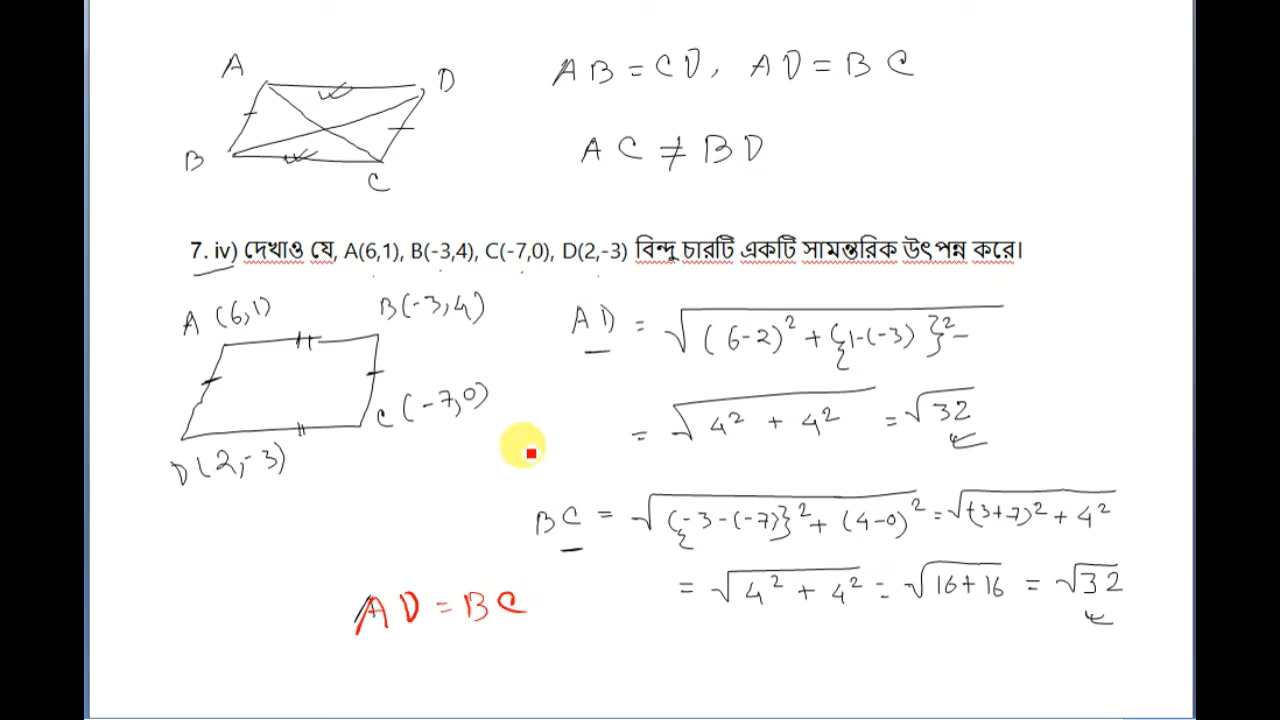 A
D
B
C
AB = CD, AD = BC
AC ≠ BD
7. iv) দেখাও যে, A(6,1), B(-3,4), C(-7,0), D(2,-3) বিন্দু চারটি একটি সামন্তরিক উৎপন্ন করে।
A (6,1)
B(-3,4)
C (-7,0)
D(2,-3)
AD = √((6-2)² + {1-(-3)}²)
= √(4² + 4²) = √32
BC = √({-3-(-7)}² + (4-0)²) = √((-3+7)² + 4²)
= √(4² + 4²) = √(16+16) = √32
AD = BC